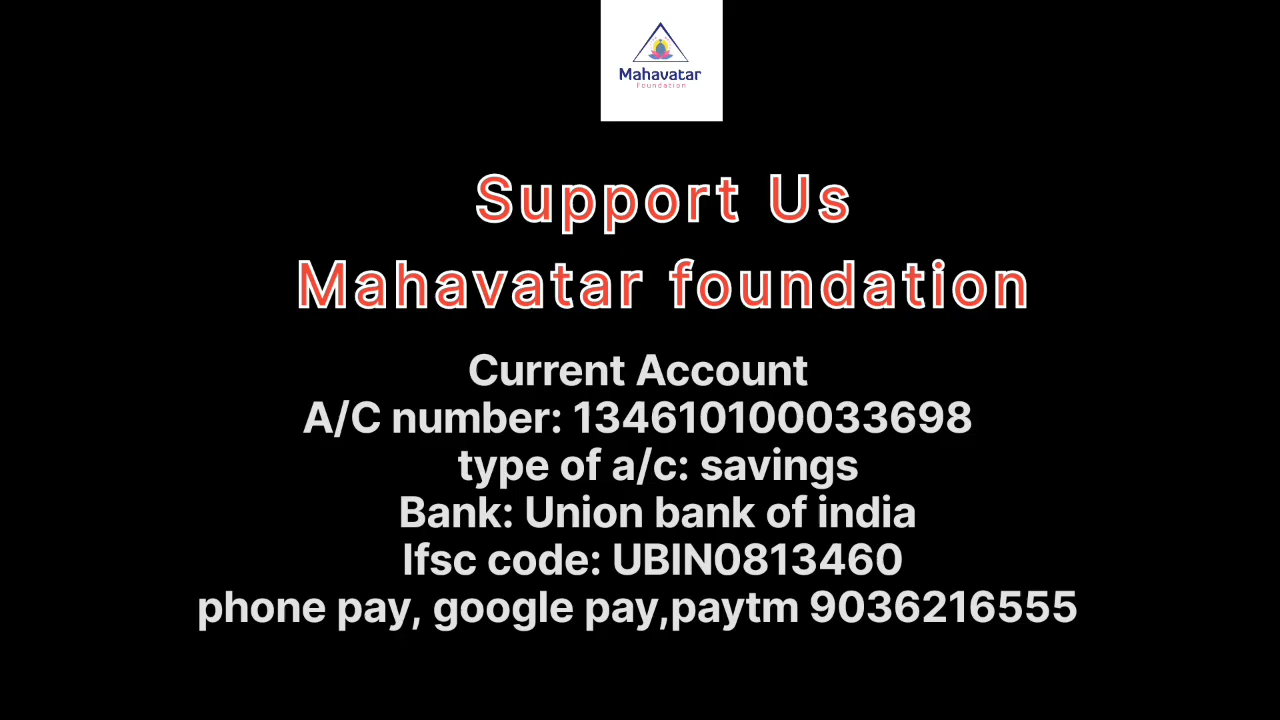 Mahavatar
Foundation
Support Us
Mahavatar foundation
Current Account
A/C number: 134610100033698
type of a/c: savings
Bank: Union bank of india
Ifsc code: UBIN0813460
phone pay, google pay,paytm 9036216555